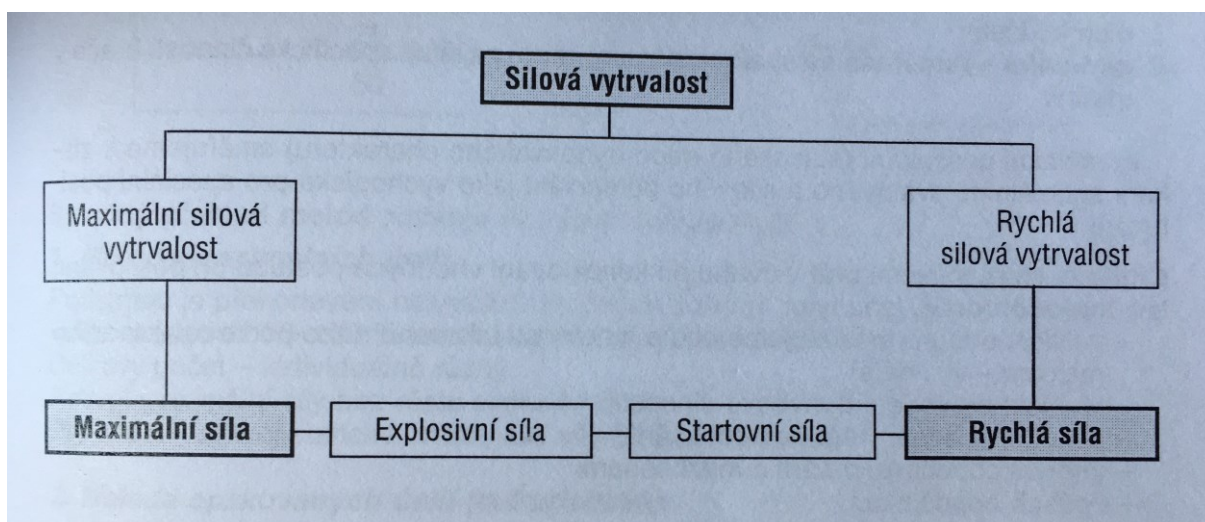 Silová vytrvalost
Maximální silová
vytrvalost
Rychlá
silová vytrvalost
Maximální síla
Explosivní síla
Startovní síla
Rychlá síla